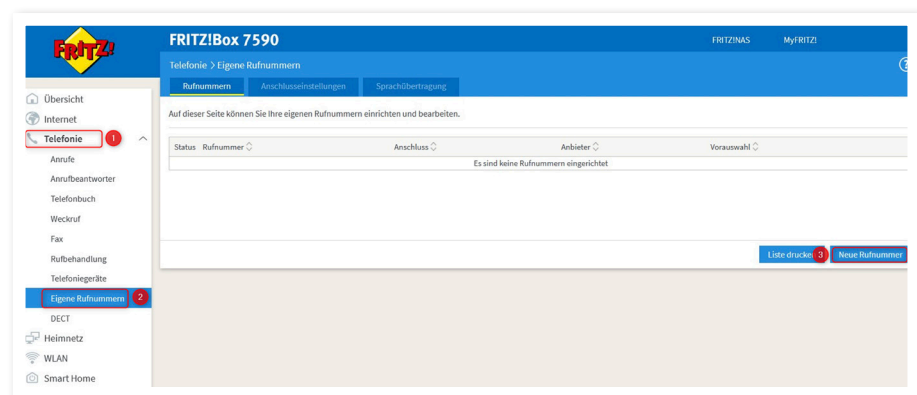 FRITZ!
FRITZ!Box 7590
FRITZ!NAS
MyFRITZ!
Telefonie > Eigene Rufnummern
?
Rufnummern
Anschlusseinstellungen
Sprachübertragung
Auf dieser Seite können Sie Ihre eigenen Rufnummern einrichten und bearbeiten.
Status Rufnummer Anschluss Anbieter Vorauswahl
Es sind keine Rufnummern eingerichtet
Liste drucke
3
Neue Rufnummer
Übersicht
Internet
Telefonie 1
Anrufe
Anrufbeantworter
Telefonbuch
Weckruf
Fax
Rufbehandlung
Telefoniegeräte
Eigene Rufnummern 2
DECT
Heimnetz
WLAN
Smart Home